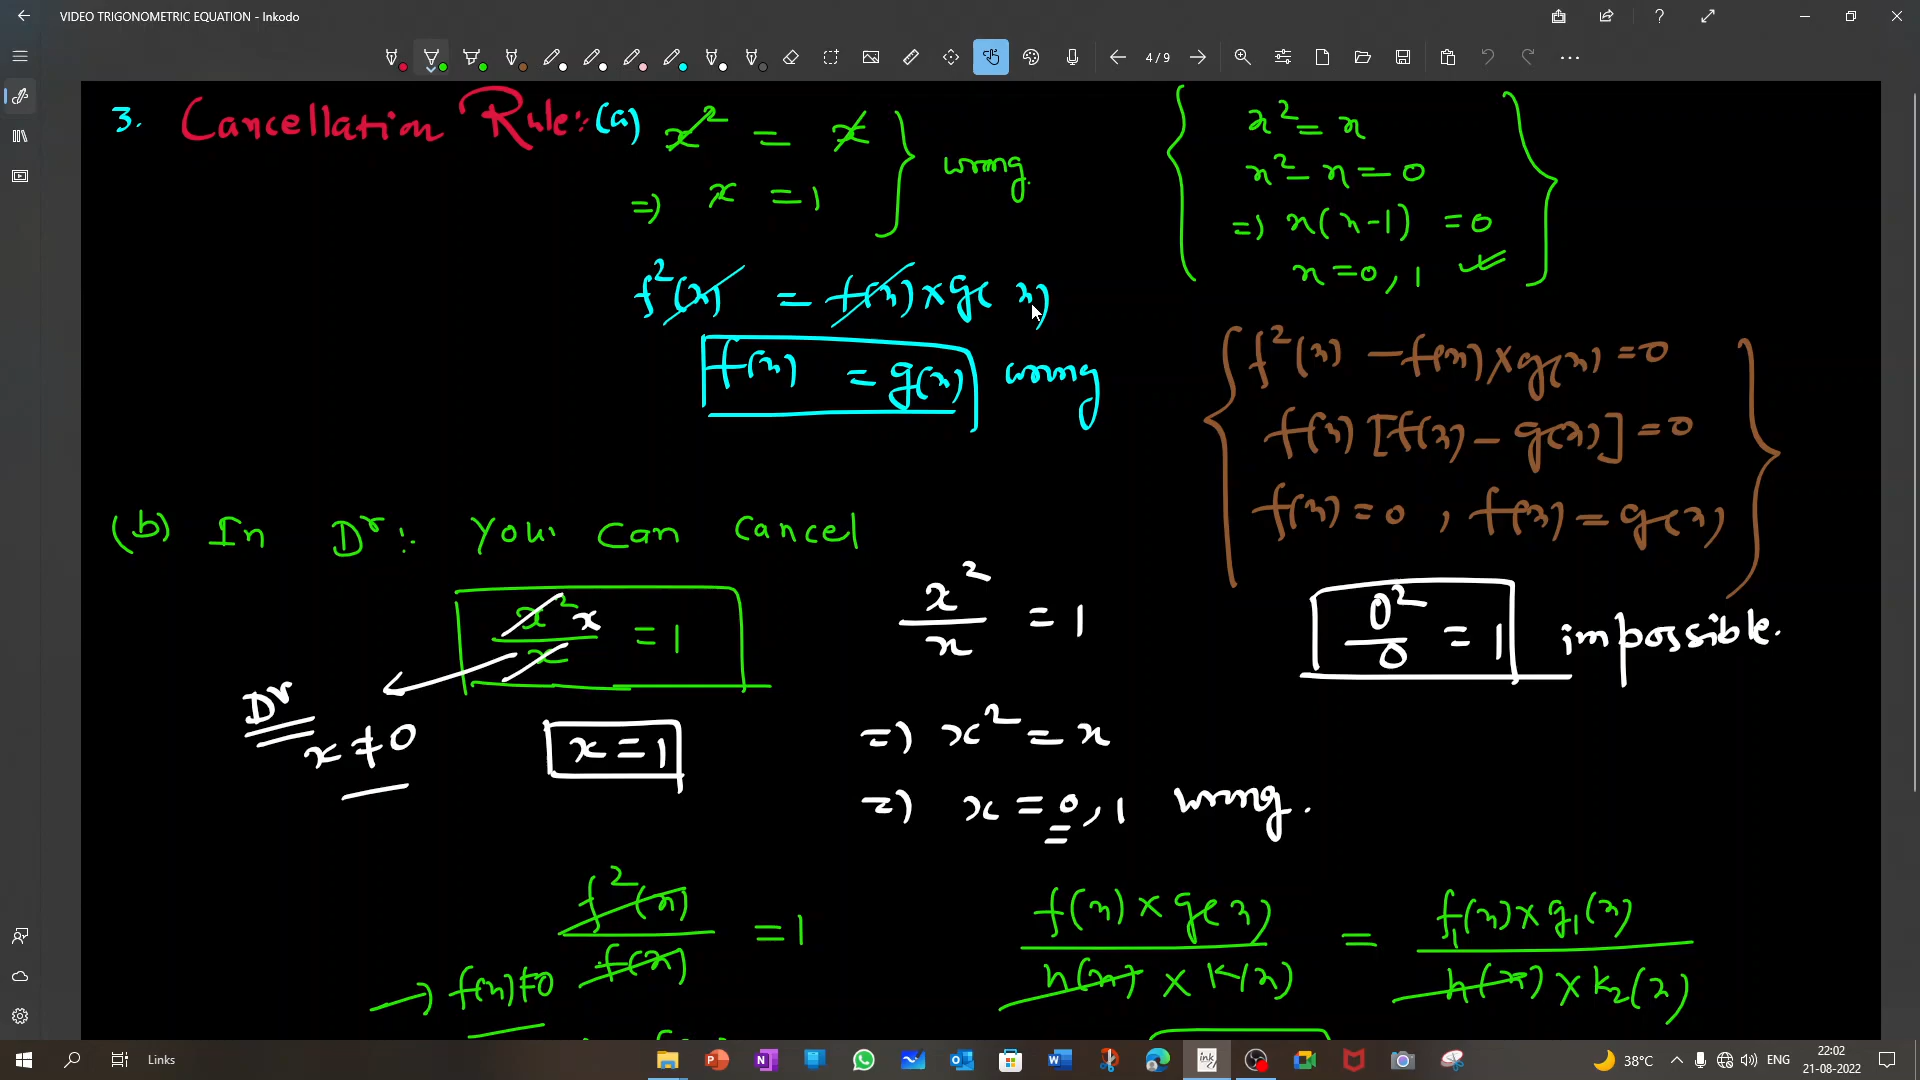 VIDEO TRIGONOMETRIC EQUATION - Inkodo
4 / 9
3. Cancellation Rule:- (a) x² = x
=) x = 1
wrong.
x² = x
x² - x = 0
=) x(x-1) = 0
x = 0, 1
f²(x) = f(x) × g(x)
f(x) = g(x) wrong
f²(x) - f(x) × g(x) = 0
f(x) [f(x) - g(x)] = 0
f(x) = 0 , f(x) = g(x)
(b) In Dr:. You can cancel
x² x / x = 1
Dr
x ≠ 0
x = 1
x² / x = 1
=) x² = x
=) x = 0, 1 wrong.
0² / 0 = 1 impossible.
f²(x) / f(x) = 1
→ f(x) ≠ 0
f(x) × g(x) / h(x) × k(x) = f₁(x) × g₁(x) / h(x) × k₂(x)
Links
38°C
ENG
22:02
21-08-2022